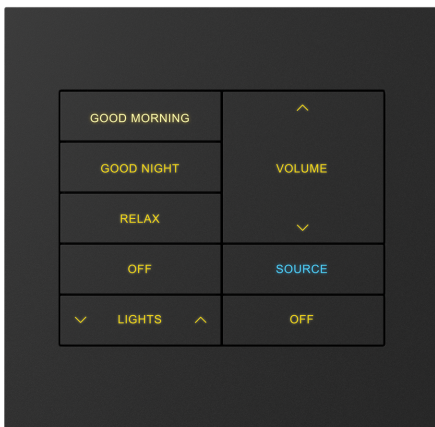 GOOD MORNING
GOOD NIGHT
RELAX
OFF
LIGHTS
VOLUME
SOURCE
OFF